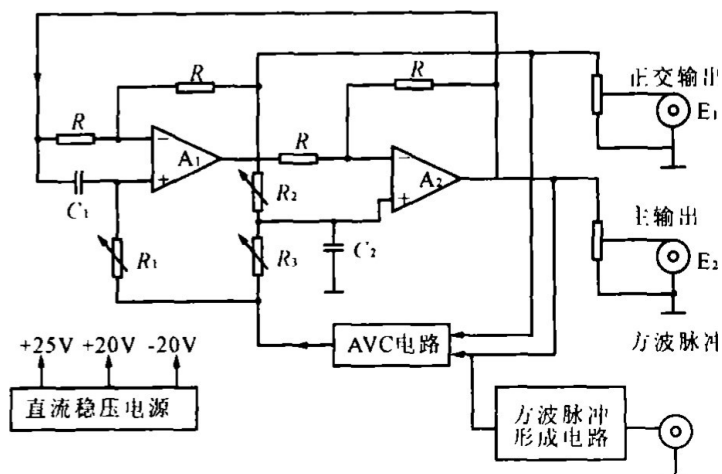 R
R
正交输出
R
−
A₁
R
−
A₂
E₁
+
R₂
+
C₁
主输出
R₁
R₃
C₂
E₂
+25V +20V -20V
AVC电路
方波脉冲
直流稳压电源
方波脉冲
形成电路